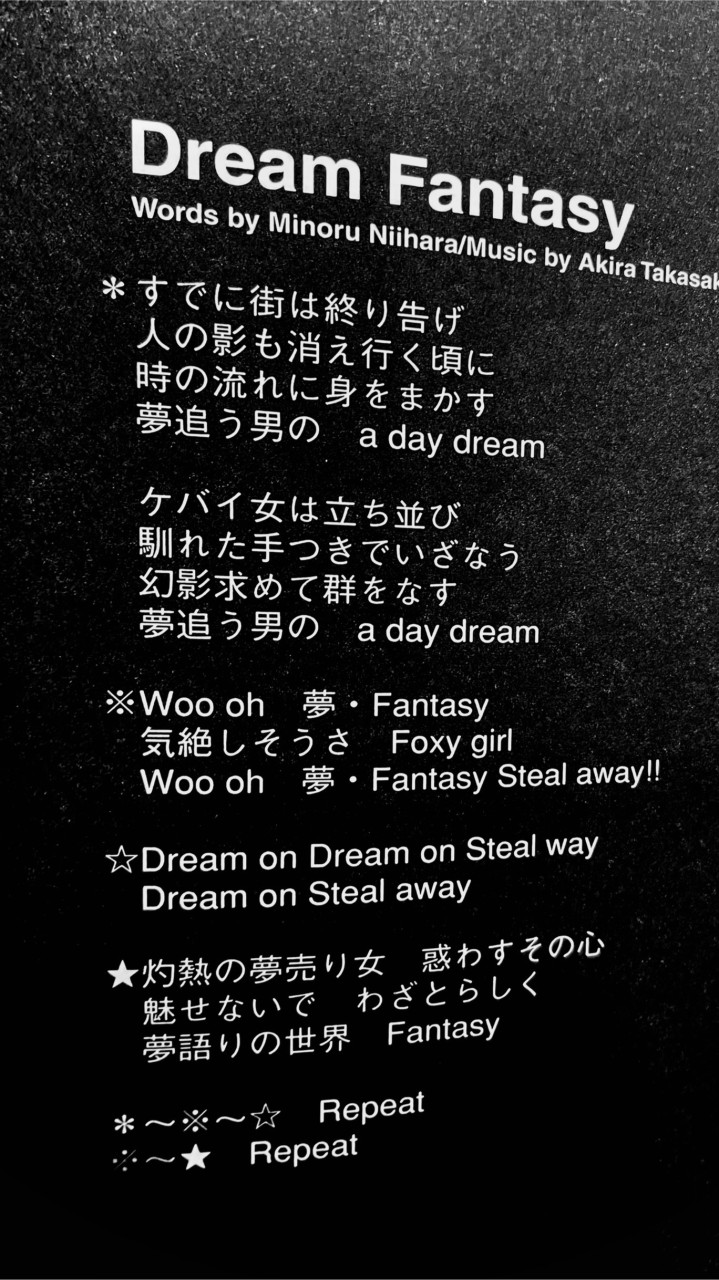 Dream Fantasy
Words by Minoru Niihara/Music by Akira Takasak
＊すでに街は終り告げ
人の影も消え行く頃に
時の流れに身をまかす
夢追う男の　a day dream
ケバイ女は立ち並び
馴れた手つきでいざなう
幻影求めて群をなす
夢追う男の　a day dream
※Woo oh　夢・Fantasy
気絶しそうさ　Foxy girl
Woo oh　夢・Fantasy Steal away!!
☆Dream on Dream on Steal way
Dream on Steal away
★灼熱の夢売り女　惑わすその心
魅せないで　わざとらしく
夢語りの世界　Fantasy
＊〜※〜☆　Repeat
※〜★　Repeat